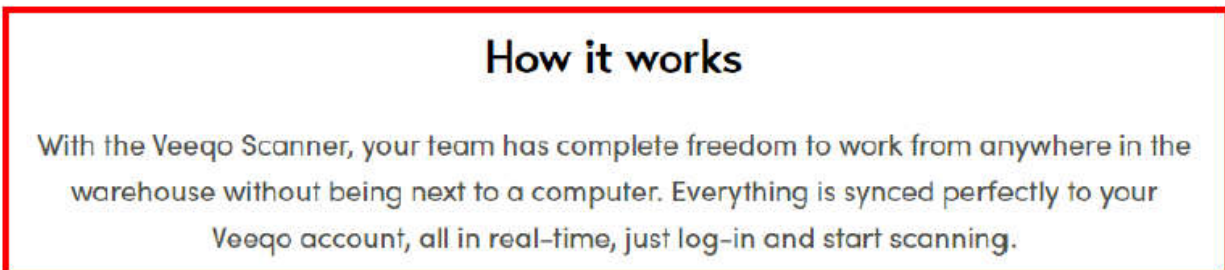 How it works
With the Veeqo Scanner, your team has complete freedom to work from anywhere in the
warehouse without being next to a computer. Everything is synced perfectly to your
Veeqo account, all in real-time, just log-in and start scanning.